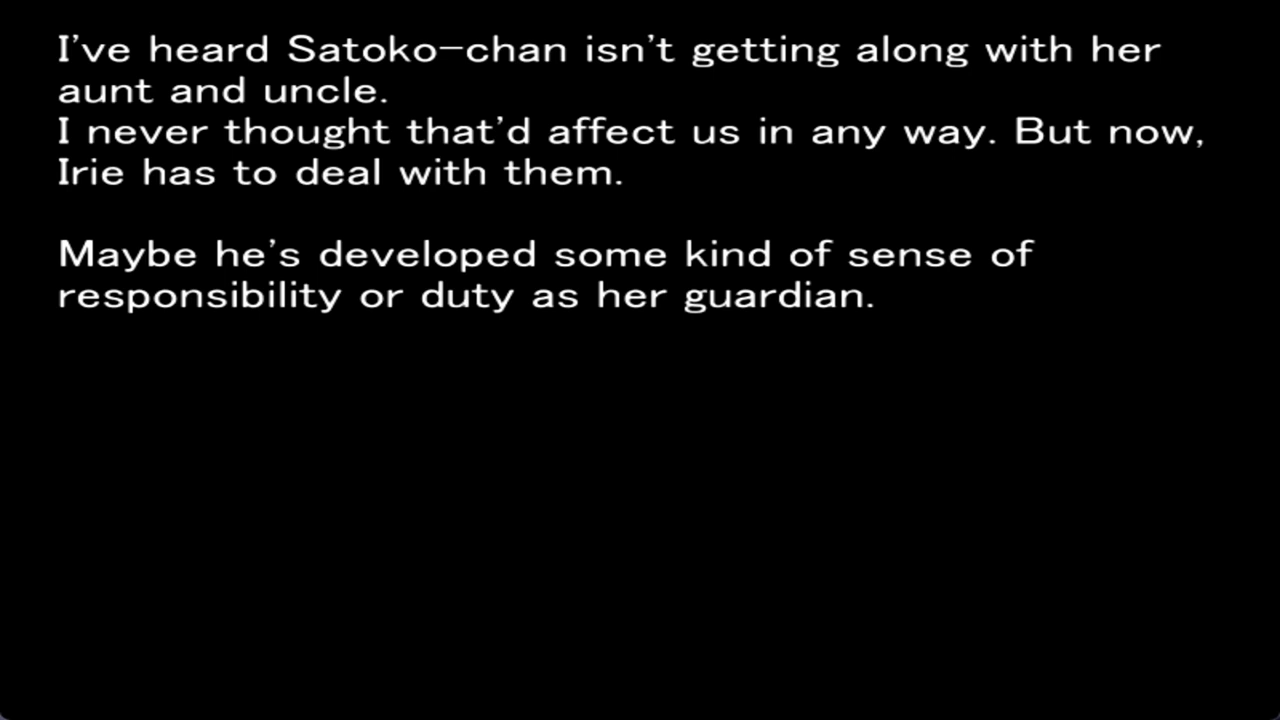 I've heard Satoko-chan isn't getting along with her
aunt and uncle.
I never thought that'd affect us in any way. But now,
Irie has to deal with them.
Maybe he's developed some kind of sense of
responsibility or duty as her guardian.